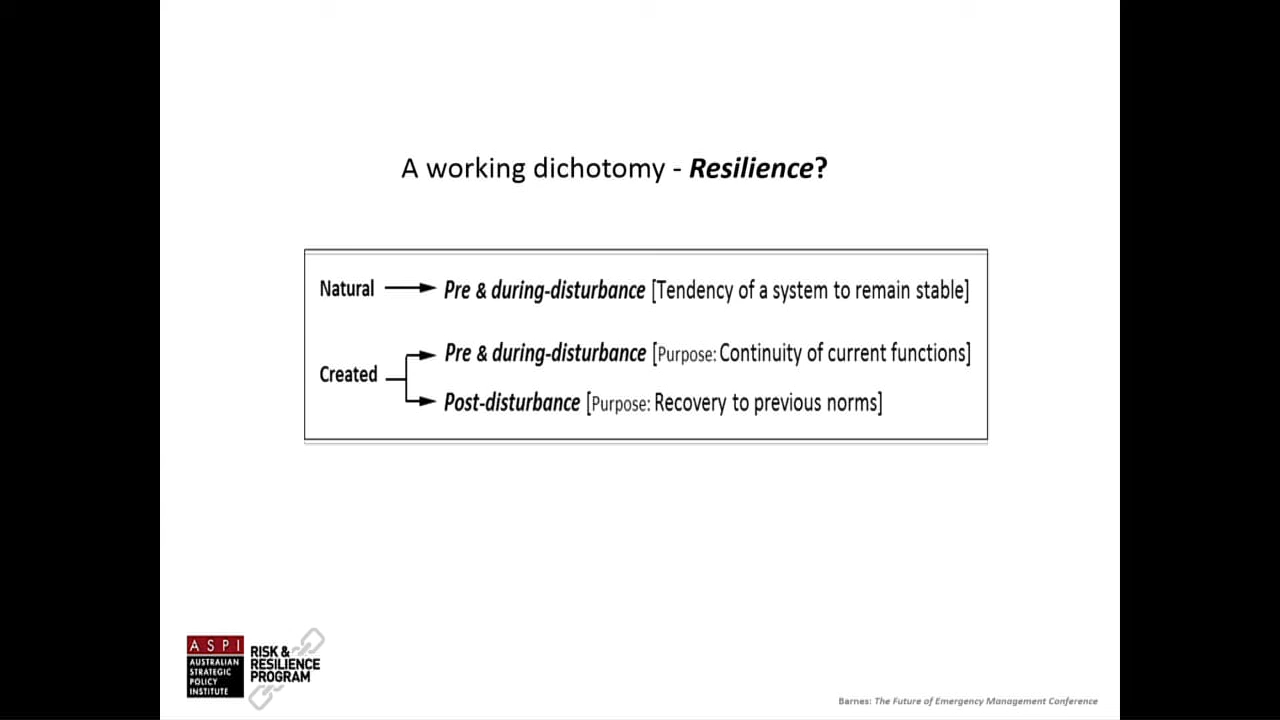 A working dichotomy - Resilience?
Natural
Pre & during-disturbance [Tendency of a system to remain stable]
Created
Pre & during-disturbance [Purpose: Continuity of current functions]
Post-disturbance [Purpose: Recovery to previous norms]
ASPI
AUSTRALIAN
STRATEGIC
POLICY
INSTITUTE
RISK &
RESILIENCE
PROGRAM
Barnes: The Future of Emergency Management Conference